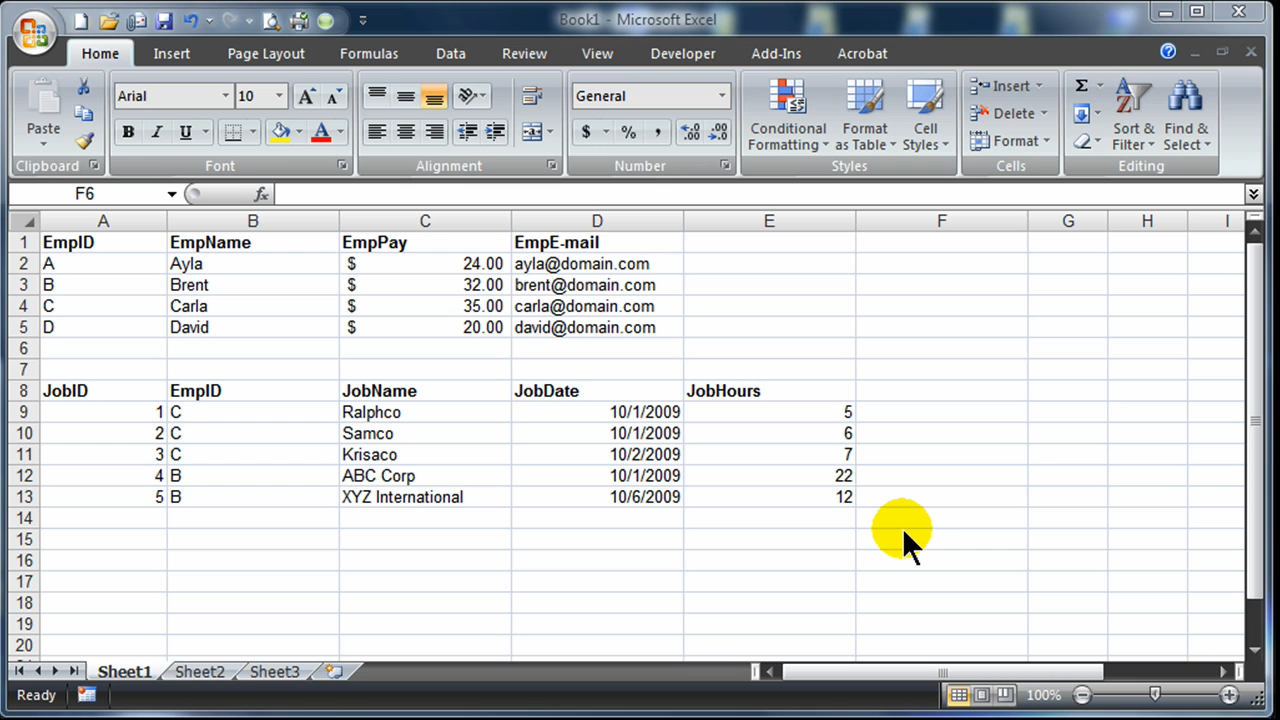 Book1 - Microsoft Excel
Home Insert Page Layout Formulas Data Review View Developer Add-Ins Acrobat
Arial 10 General Insert Σ
Paste B I U A $ % , .0 .00 .00 .0 Conditional Formatting Format as Table Cell Styles Delete Format Sort & Filter Find & Select
Clipboard Font Alignment Number Styles Cells Editing
F6 fx
A B C D E F G H I
1 EmpID EmpName EmpPay EmpE-mail
2 A Ayla $ 24.00 ayla@domain.com
3 B Brent $ 32.00 brent@domain.com
4 C Carla $ 35.00 carla@domain.com
5 D David $ 20.00 david@domain.com
6
7
8 JobID EmpID JobName JobDate JobHours
9 1 C Ralphco 10/1/2009 5
10 2 C Samco 10/1/2009 6
11 3 C Krisaco 10/2/2009 7
12 4 B ABC Corp 10/1/2009 22
13 5 B XYZ International 10/6/2009 12
14
15
16
17
18
19
20
Sheet1 Sheet2 Sheet3
Ready 100%